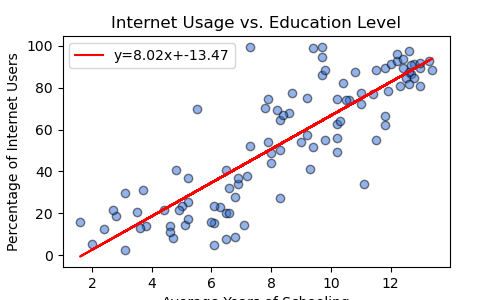 Internet Usage vs. Education Level
y=8.02x+-13.47
Percentage of Internet Users
100
80
60
40
20
0
2 4 6 8 10 12
Average Years of Schooling